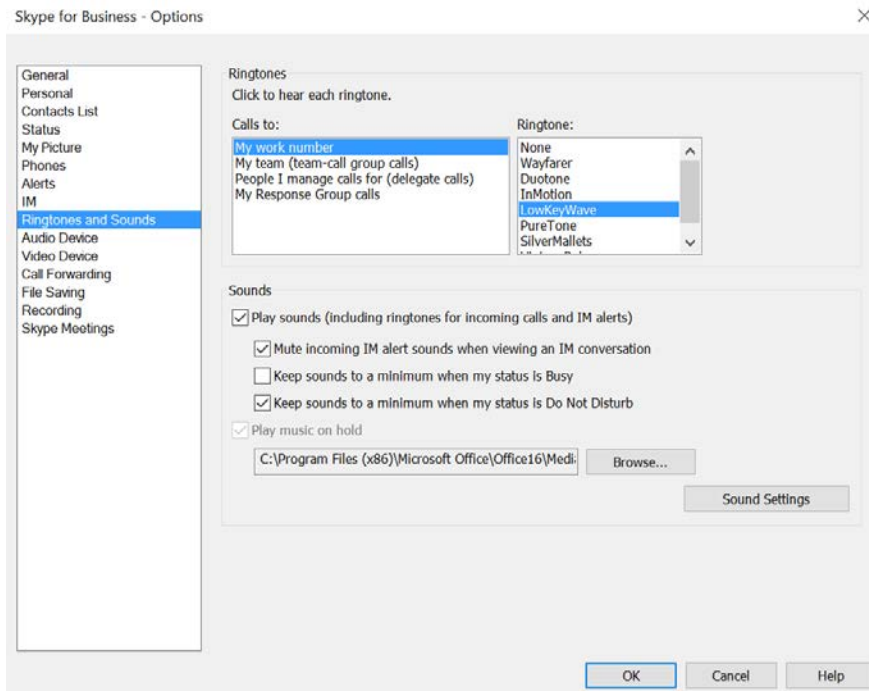 Skype for Business - Options
General
Personal
Contacts List
Status
My Picture
Phones
Alerts
IM
Ringtones and Sounds
Audio Device
Video Device
Call Forwarding
File Saving
Recording
Skype Meetings
Ringtones
Click to hear each ringtone.
Calls to:
My work number
My team (team-call group calls)
People I manage calls for (delegate calls)
My Response Group calls
Ringtone:
None
Wayfarer
Duotone
InMotion
LowKeyWave
PureTone
SilverMallets
Sounds
Play sounds (including ringtones for incoming calls and IM alerts)
Mute incoming IM alert sounds when viewing an IM conversation
Keep sounds to a minimum when my status is Busy
Keep sounds to a minimum when my status is Do Not Disturb
Play music on hold
C:\Program Files (x86)\Microsoft Office\Office16\Medi
Browse...
Sound Settings
OK
Cancel
Help